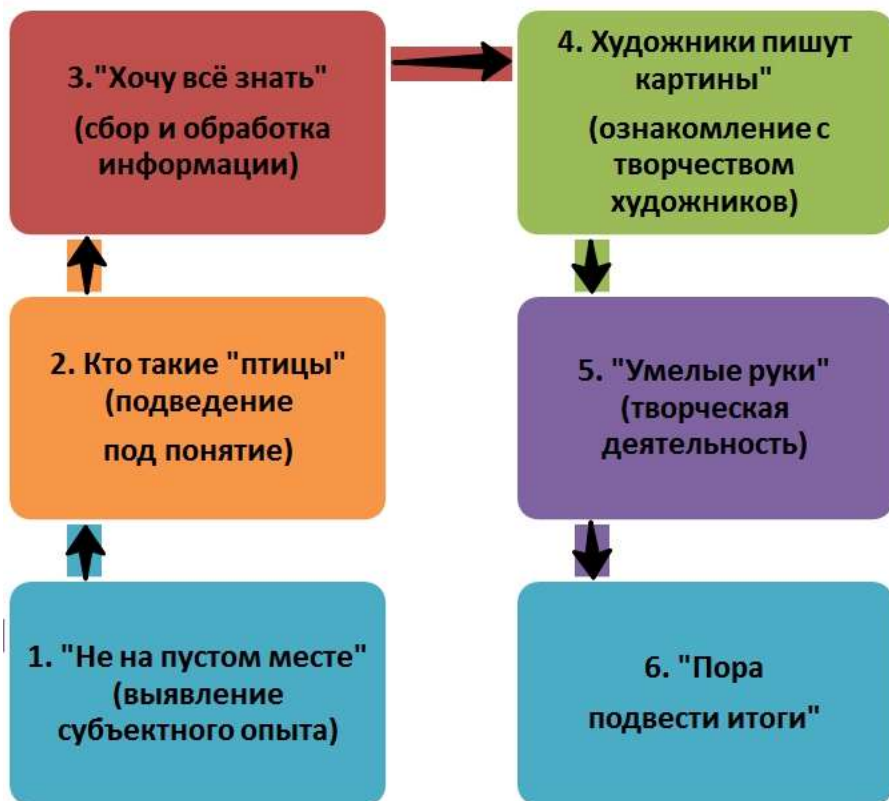 3."Хочу всё знать"
(сбор и обработка
информации)
4. Художники пишут
картины"
(ознакомление с
творчеством
художников)
2. Кто такие "птицы"
(подведение
под понятие)
5. "Умелые руки"
(творческая
деятельность)
1. "Не на пустом месте"
(выявление
субъектного опыта)
6. "Пора
подвести итоги"